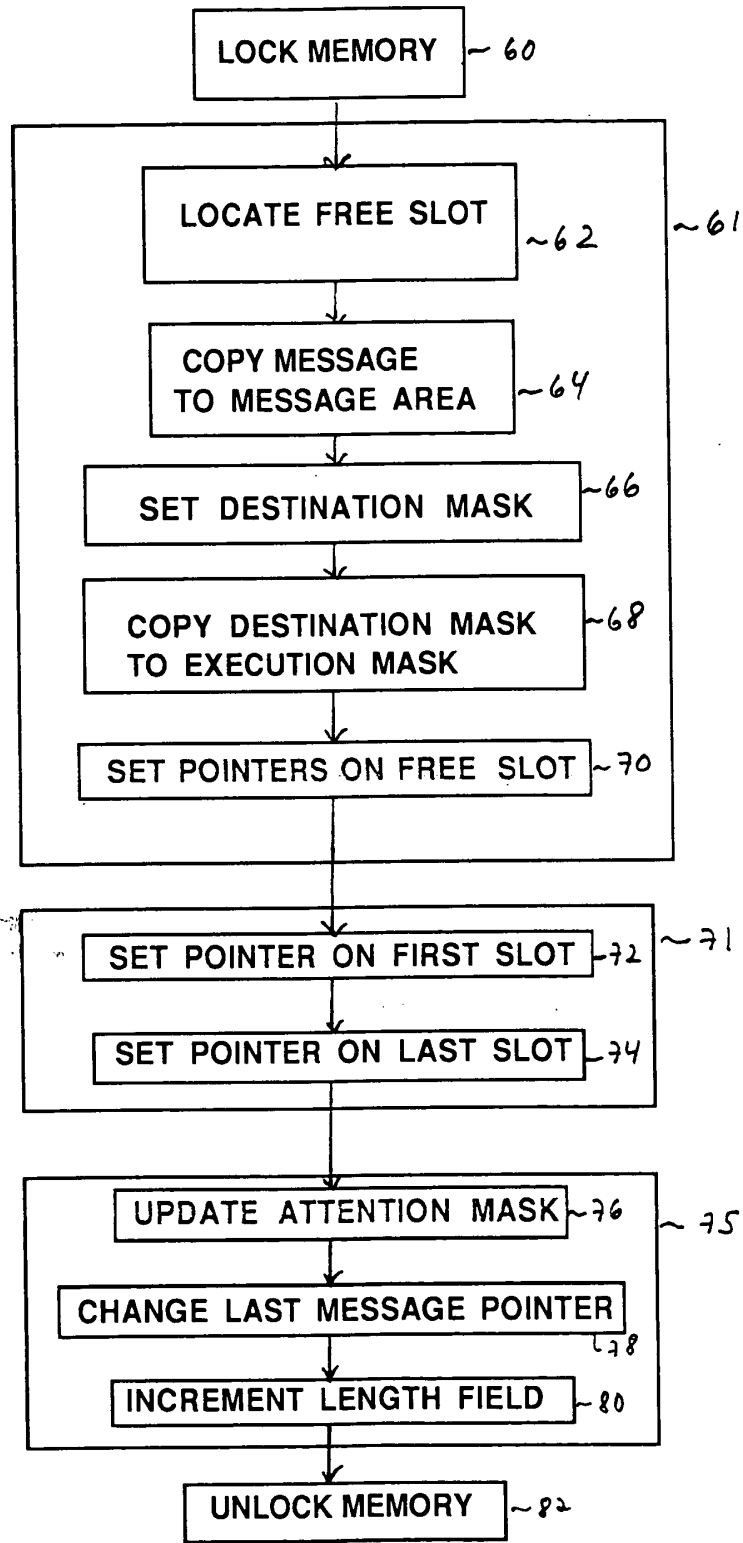 LOCK MEMORY ~60
LOCATE FREE SLOT
~62
~61
COPY MESSAGE
TO MESSAGE AREA ~64
SET DESTINATION MASK ~66
COPY DESTINATION MASK ~68
TO EXECUTION MASK
SET POINTERS ON FREE SLOT ~70
SET POINTER ON FIRST SLOT -72
~71
SET POINTER ON LAST SLOT -74
UPDATE ATTENTION MASK ~76
~75
CHANGE LAST MESSAGE POINTER
78
INCREMENT LENGTH FIELD ~80
UNLOCK MEMORY ~82